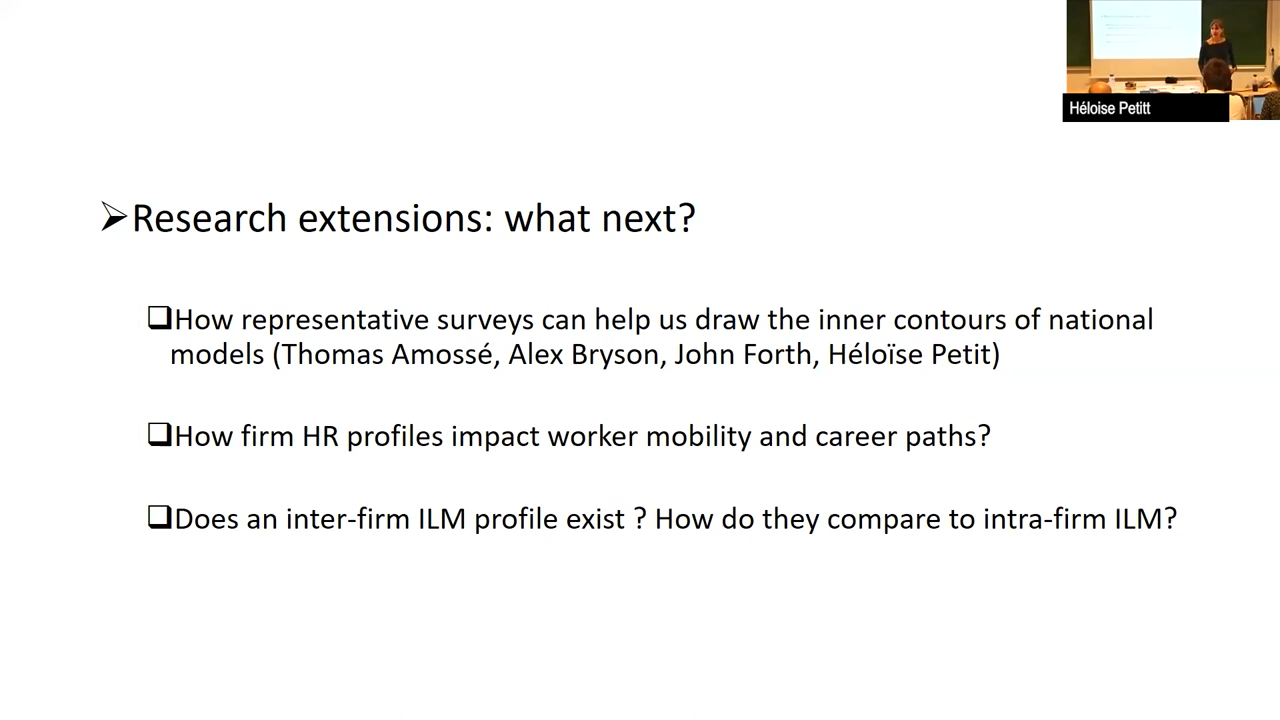 Héloise Petitt
➢Research extensions: what next?
❑How representative surveys can help us draw the inner contours of national
models (Thomas Amossé, Alex Bryson, John Forth, Héloïse Petit)
❑How firm HR profiles impact worker mobility and career paths?
❑Does an inter-firm ILM profile exist ? How do they compare to intra-firm ILM?